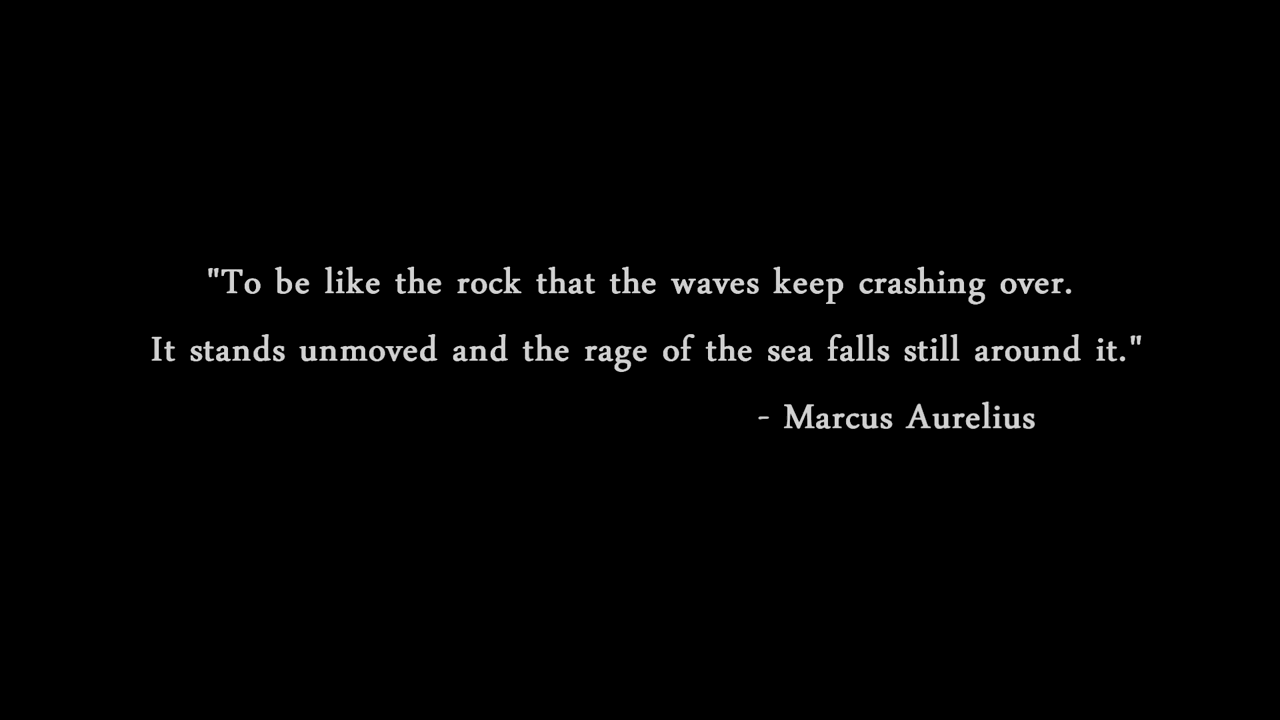 "To be like the rock that the waves keep crashing over.
It stands unmoved and the rage of the sea falls still around it."
- Marcus Aurelius